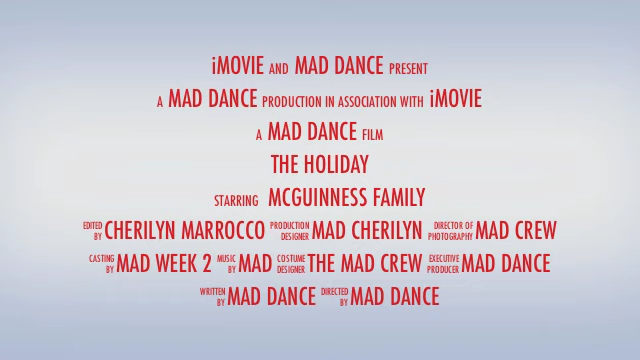 iMOVIE AND MAD DANCE PRESENT
A MAD DANCE PRODUCTION IN ASSOCIATION WITH iMOVIE
A MAD DANCE FILM
THE HOLIDAY
STARRING MCGUINNESS FAMILY
EDITED BY CHERILYN MARROCCO PRODUCTION DESIGNER MAD CHERILYN DIRECTOR OF PHOTOGRAPHY MAD CREW
CASTING BY MAD WEEK 2 MUSIC BY MAD COSTUME DESIGNER THE MAD CREW EXECUTIVE PRODUCER MAD DANCE
WRITTEN BY MAD DANCE DIRECTED BY MAD DANCE